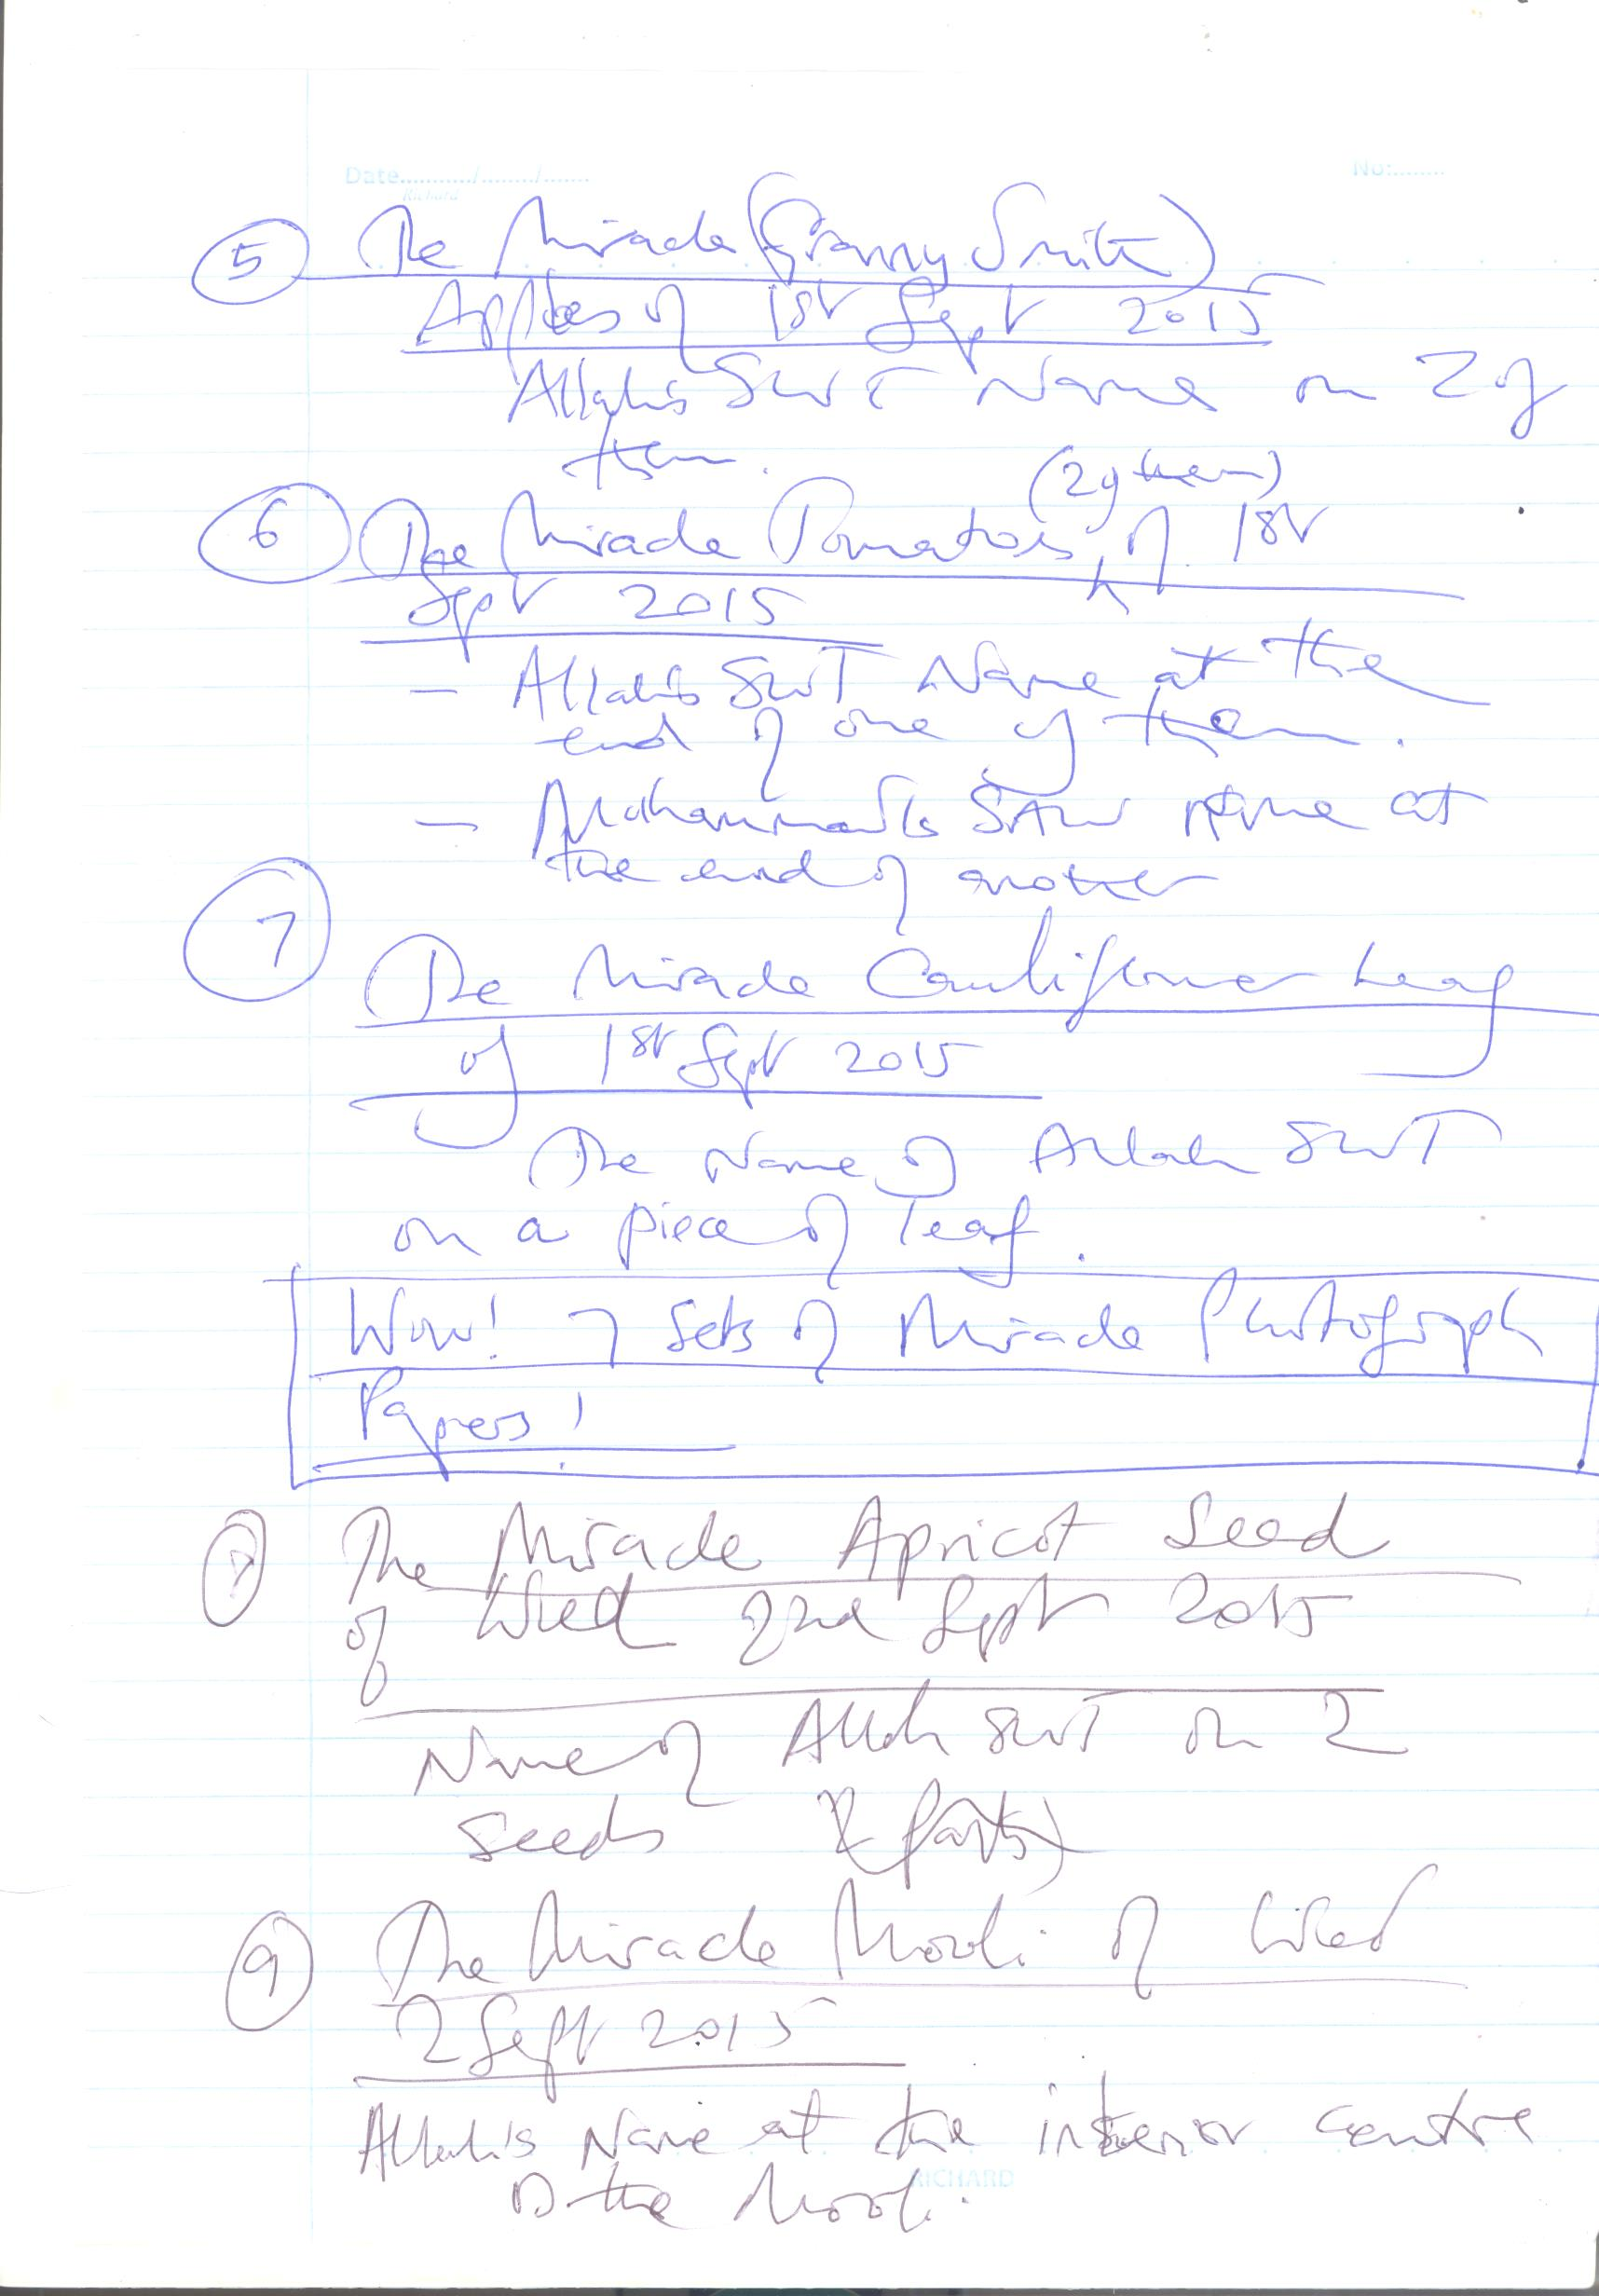 Date........../......../...... No:.......
Richard
5 The Miracle (Granny Smith)
Apples of 1st Sept 2015
Allah's SWT Name on 2 of
them.
(2 of them)
6 The Miracle Tomatoes ^ of 1st
Sept 2015
- Allah's SWT Name at the
end of one of them.
- Mohammad's SAW name at
the end of another
7
The Miracle Cauliflower Leaf
of 1st Sept 2015
The Name of Allah SWT
on a piece of leaf.
Wow! 7 Sets of Miracle Photograph
Papers!
8 The Miracle Apricot Seed
of Wed 2nd Sept 2015
Name of Allah SWT on 2
seeds (parts)
9 The Miracle Mooli of Wed
2 Sept 2015
Allah's Name at the interior centre
of the Mooli.
RICHARD